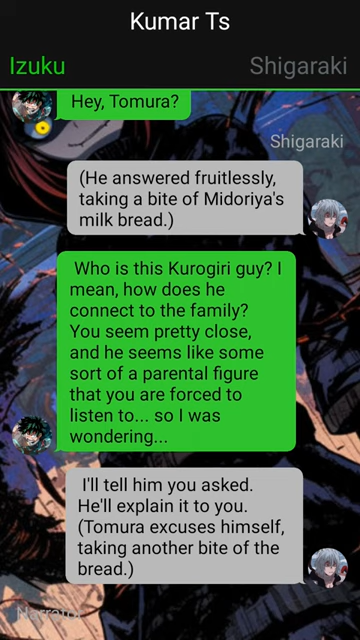 Kumar Ts
Izuku Shigaraki
Hey, Tomura?
Shigaraki
(He answered fruitlessly,
taking a bite of Midoriya's
milk bread.)
Who is this Kurogiri guy? I
mean, how does he
connect to the family?
You seem pretty close,
and he seems like some
sort of a parental figure
that you are forced to
listen to... so I was
wondering...
I'll tell him you asked.
He'll explain it to you.
(Tomura excuses himself,
taking another bite of the
bread.)